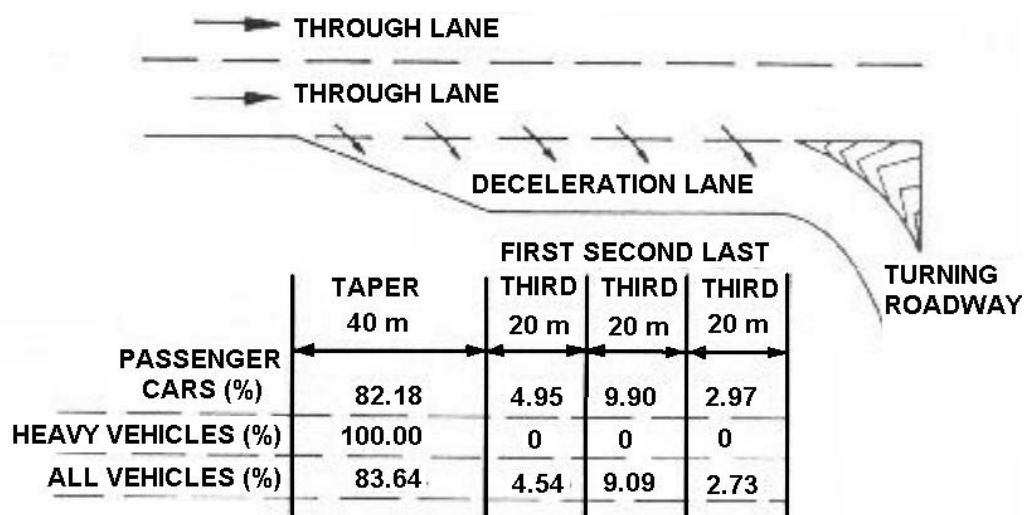 THROUGH LANE
THROUGH LANE
DECELERATION LANE
TURNING
ROADWAY
FIRST SECOND LAST
TAPER THIRD THIRD THIRD
40 m 20 m 20 m 20 m
PASSENGER
CARS (%) 82.18 4.95 9.90 2.97
HEAVY VEHICLES (%) 100.00 0 0 0
ALL VEHICLES (%) 83.64 4.54 9.09 2.73